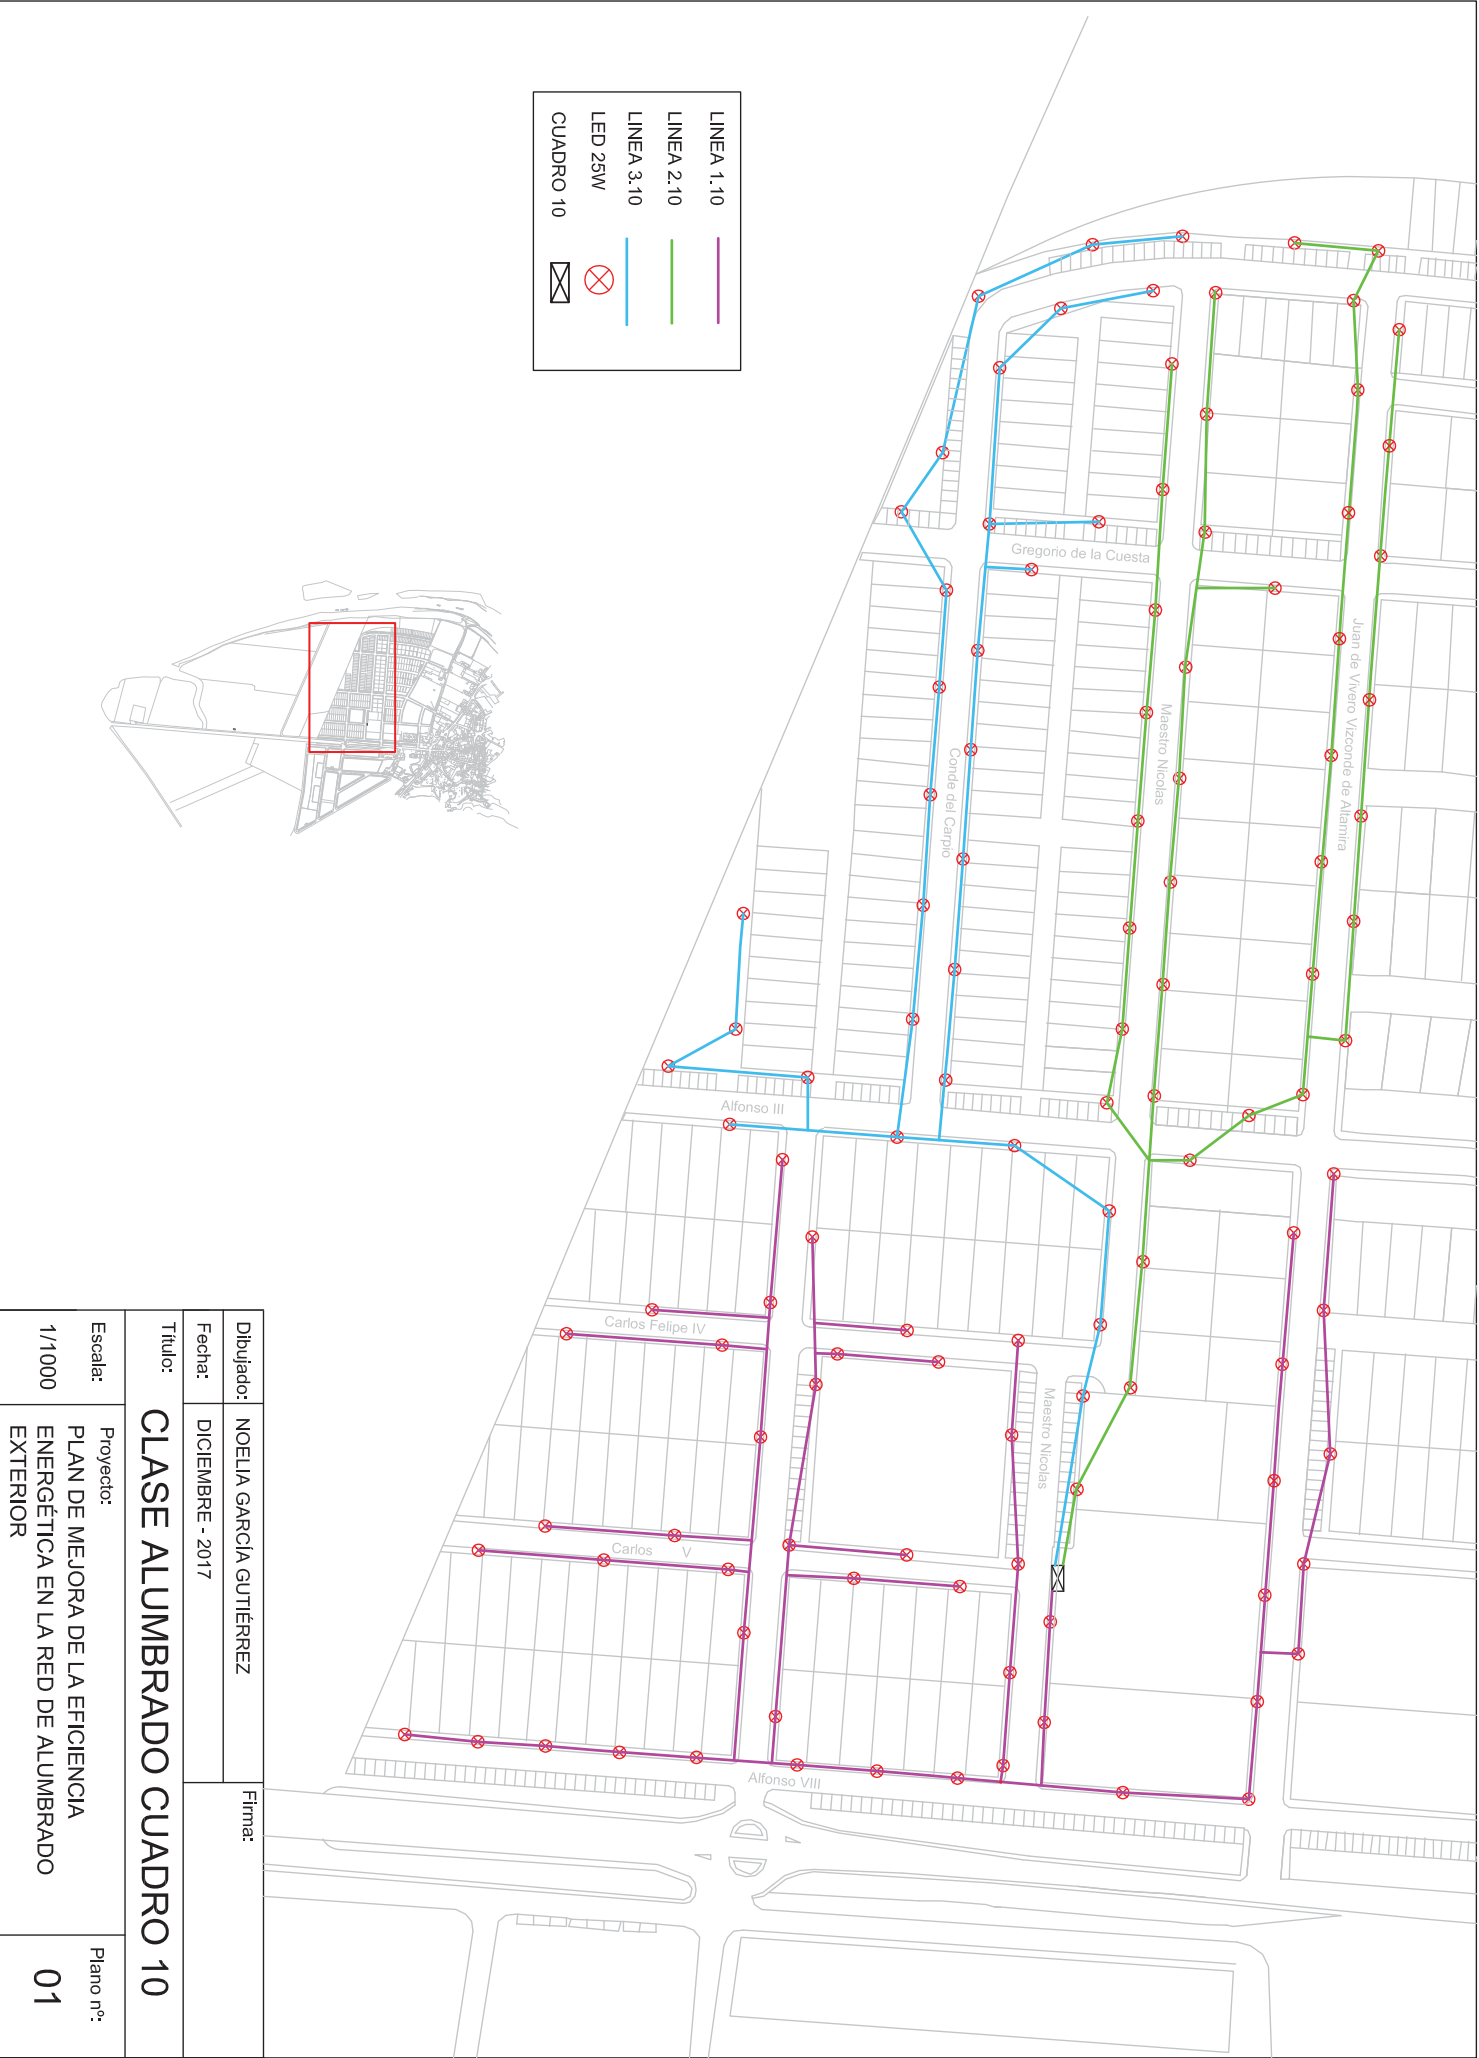 LINEA 1.10
LINEA 2.10
LINEA 3.10
LED 25W
CUADRO 10
Juan de Vivero Vizconde de Altamira
Gregorio de la Cuesta
Maestro Nicolas
Conde del Carpio
Alfonso III
Carlos Felipe IV
Maestro Nicolas
Carlos V
Alfonso VIII
Dibujado:
NOELIA GARCÍA GUTIÉRREZ
Firma:
Fecha:
DICIEMBRE - 2017
Título:
CLASE ALUMBRADO CUADRO 10
Escala:
1/1000
Proyecto:
PLAN DE MEJORA DE LA EFICIENCIA
ENERGÉTICA EN LA RED DE ALUMBRADO
EXTERIOR
Plano nº:
01